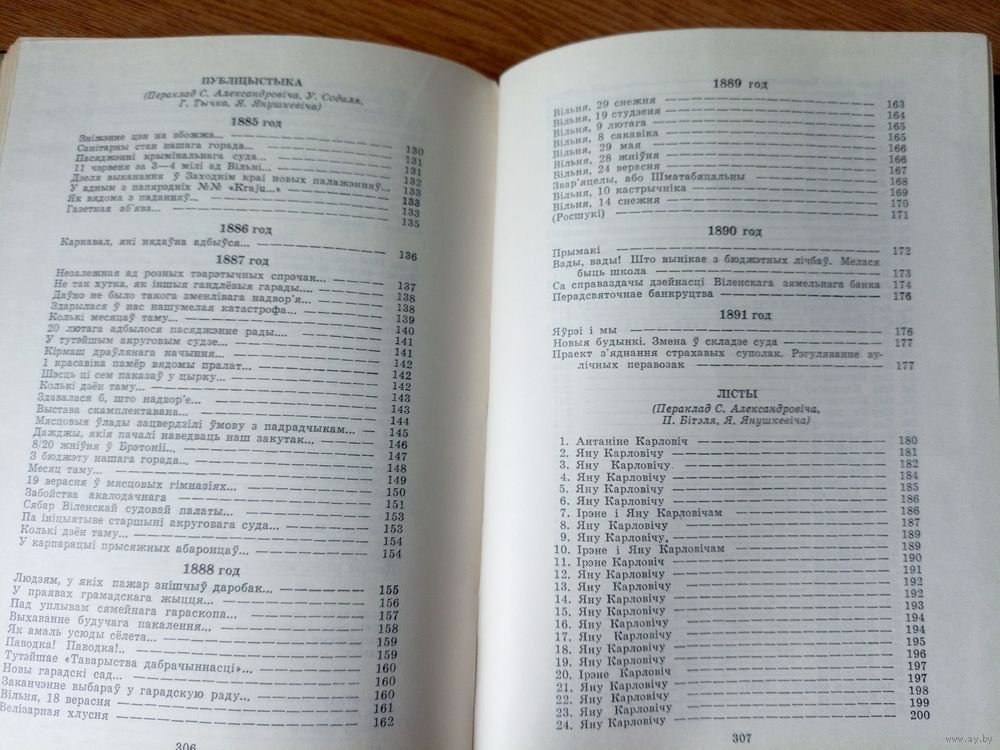 ПУБЛІЦЫСТЫКА
(Пераклад С. Александровіча, У. Содаля,
Г. Тычка, Я. Янушкевіча)
1885 год
Зніжэнне цэн на збожжа... 130
Санітарны стан нашага горада... 131
Пасяджэнні крымінальнага суда... 131
11 чэрвеня за 3—4 мілі ад Вільні... 132
Дзеля выканання ў Заходнім краі новых палажэнняў... 133
У адным з папярэдніх №№ «Kraju...» 133
Як вядома з паданняў... 133
Газетная аб'ява... 135
1886 год
Карнавал, які нядаўна адбыўся... 136
1887 год
Незалежная ад розных тэарэтычных спрэчак... 137
Не так хутка, як іншыя гандлёвыя гарады... 138
Даўно не было такога зменлівага надвор'я... 138
Здарылася ў нас нашумелая катастрофа... 139
Колькі месяцаў таму... 140
20 лютага адбылося пасяджэнне рады... 141
У тутэйшым акруговым судзе... 141
Кірмаш драўлянага начыння... 142
1 красавіка памёр вядомы пралат... 142
Шэсць ці сем паказаў у цырку... 142
Колькі дзён таму... 143
Здавалася б, што надвор'е... 143
Выстава скамплектавана... 144
Мясцовыя ўлады зацвердзілі ўмову з падрадчыкам... 145
Дажджы, якія пачалі наведваць наш закутак... 146
8/20 жніўня ў Брэтоніі... 147
З бюджэту нашага горада... 148
Месяц таму... 149
19 верасня ў мясцовых гімназіях... 150
Забойства акалодачнага 151
Сябар Віленскай судовай палаты... 153
Па ініцыятыве старшыні акруговага суда... 153
Колькі дзён таму... 154
У карпарацыі прысяжных абаронцаў... 154
1888 год
Людзям, у якіх пажар знішчыў даробак... 155
У праявах грамадскага жыцця... 156
Пад уплывам сямейнага гараскопа... 157
Выхаванне будучага пакалення... 158
Як амаль усюды сёлета... 159
Паводка! Паводка!.. 159
Тутэйшае «Таварыства дабрачыннасці»... 160
Новы гарадскі сад... 160
Заканчэнне выбараў у гарадскую раду... 160
Вільня, 18 верасня 161
Велізарная хлусня 162
306
1889 год
Вільня, 29 снежня 163
Вільня, 19 студзеня 164
Вільня, 9 лютага 165
Вільня, 8 сакавіка 165
Вільня, 29 мая 166
Вільня, 28 жніўня 166
Вільня, 24 верасня 167
Звар'яцелы, або Шматабяцальны 168
Вільня, 10 кастрычніка 169
Вільня, 14 снежня 170
(Росшукі) 171
1890 год
Прымакі 172
Вады, вады! Што вынікае з бюджэтных лічбаў. Мелася
быць школа 173
Са справаздачы дзейнасці Віленскага зямельнага банка 174
Перадсвяточнае банкруцтва 176
1891 год
Яўрэі і мы 176
Новыя будынкі. Змена ў складзе суда 177
Праект з'яднання страхавых суполак. Рэгуляванне ву-
лічных перавозак 177
ЛІСТЫ
(Пераклад С. Александровіча,
П. Бітэля, Я. Янушкевіча)
1. Антаніне Карловіч 180
2. Яну Карловічу 181
3. Яну Карловічу 182
4. Яну Карловічу 184
5. Яну Карловічу 185
6. Яну Карловічу 186
7. Ірэне і Яну Карловічам 186
8. Яну Карловічу 187
9. Яну Карловічу 189
10. Ірэне і Яну Карловічам 189
11. Ірэне Карловіч 190
12. Яну Карловічу 191
13. Яну Карловічу 192
14. Яну Карловічу 192
15. Яну Карловічу 193
16. Яну Карловічу 194
17. Яну Карловічу 194
18. Яну Карловічу 195
19. Яну Карловічу 196
20. Ірэне Карловіч 197
21. Яну Карловічу 197
22. Яну Карловічу 198
23. Яну Карловічу 199
24. Яну Карловічу 200
307
www.ay.by